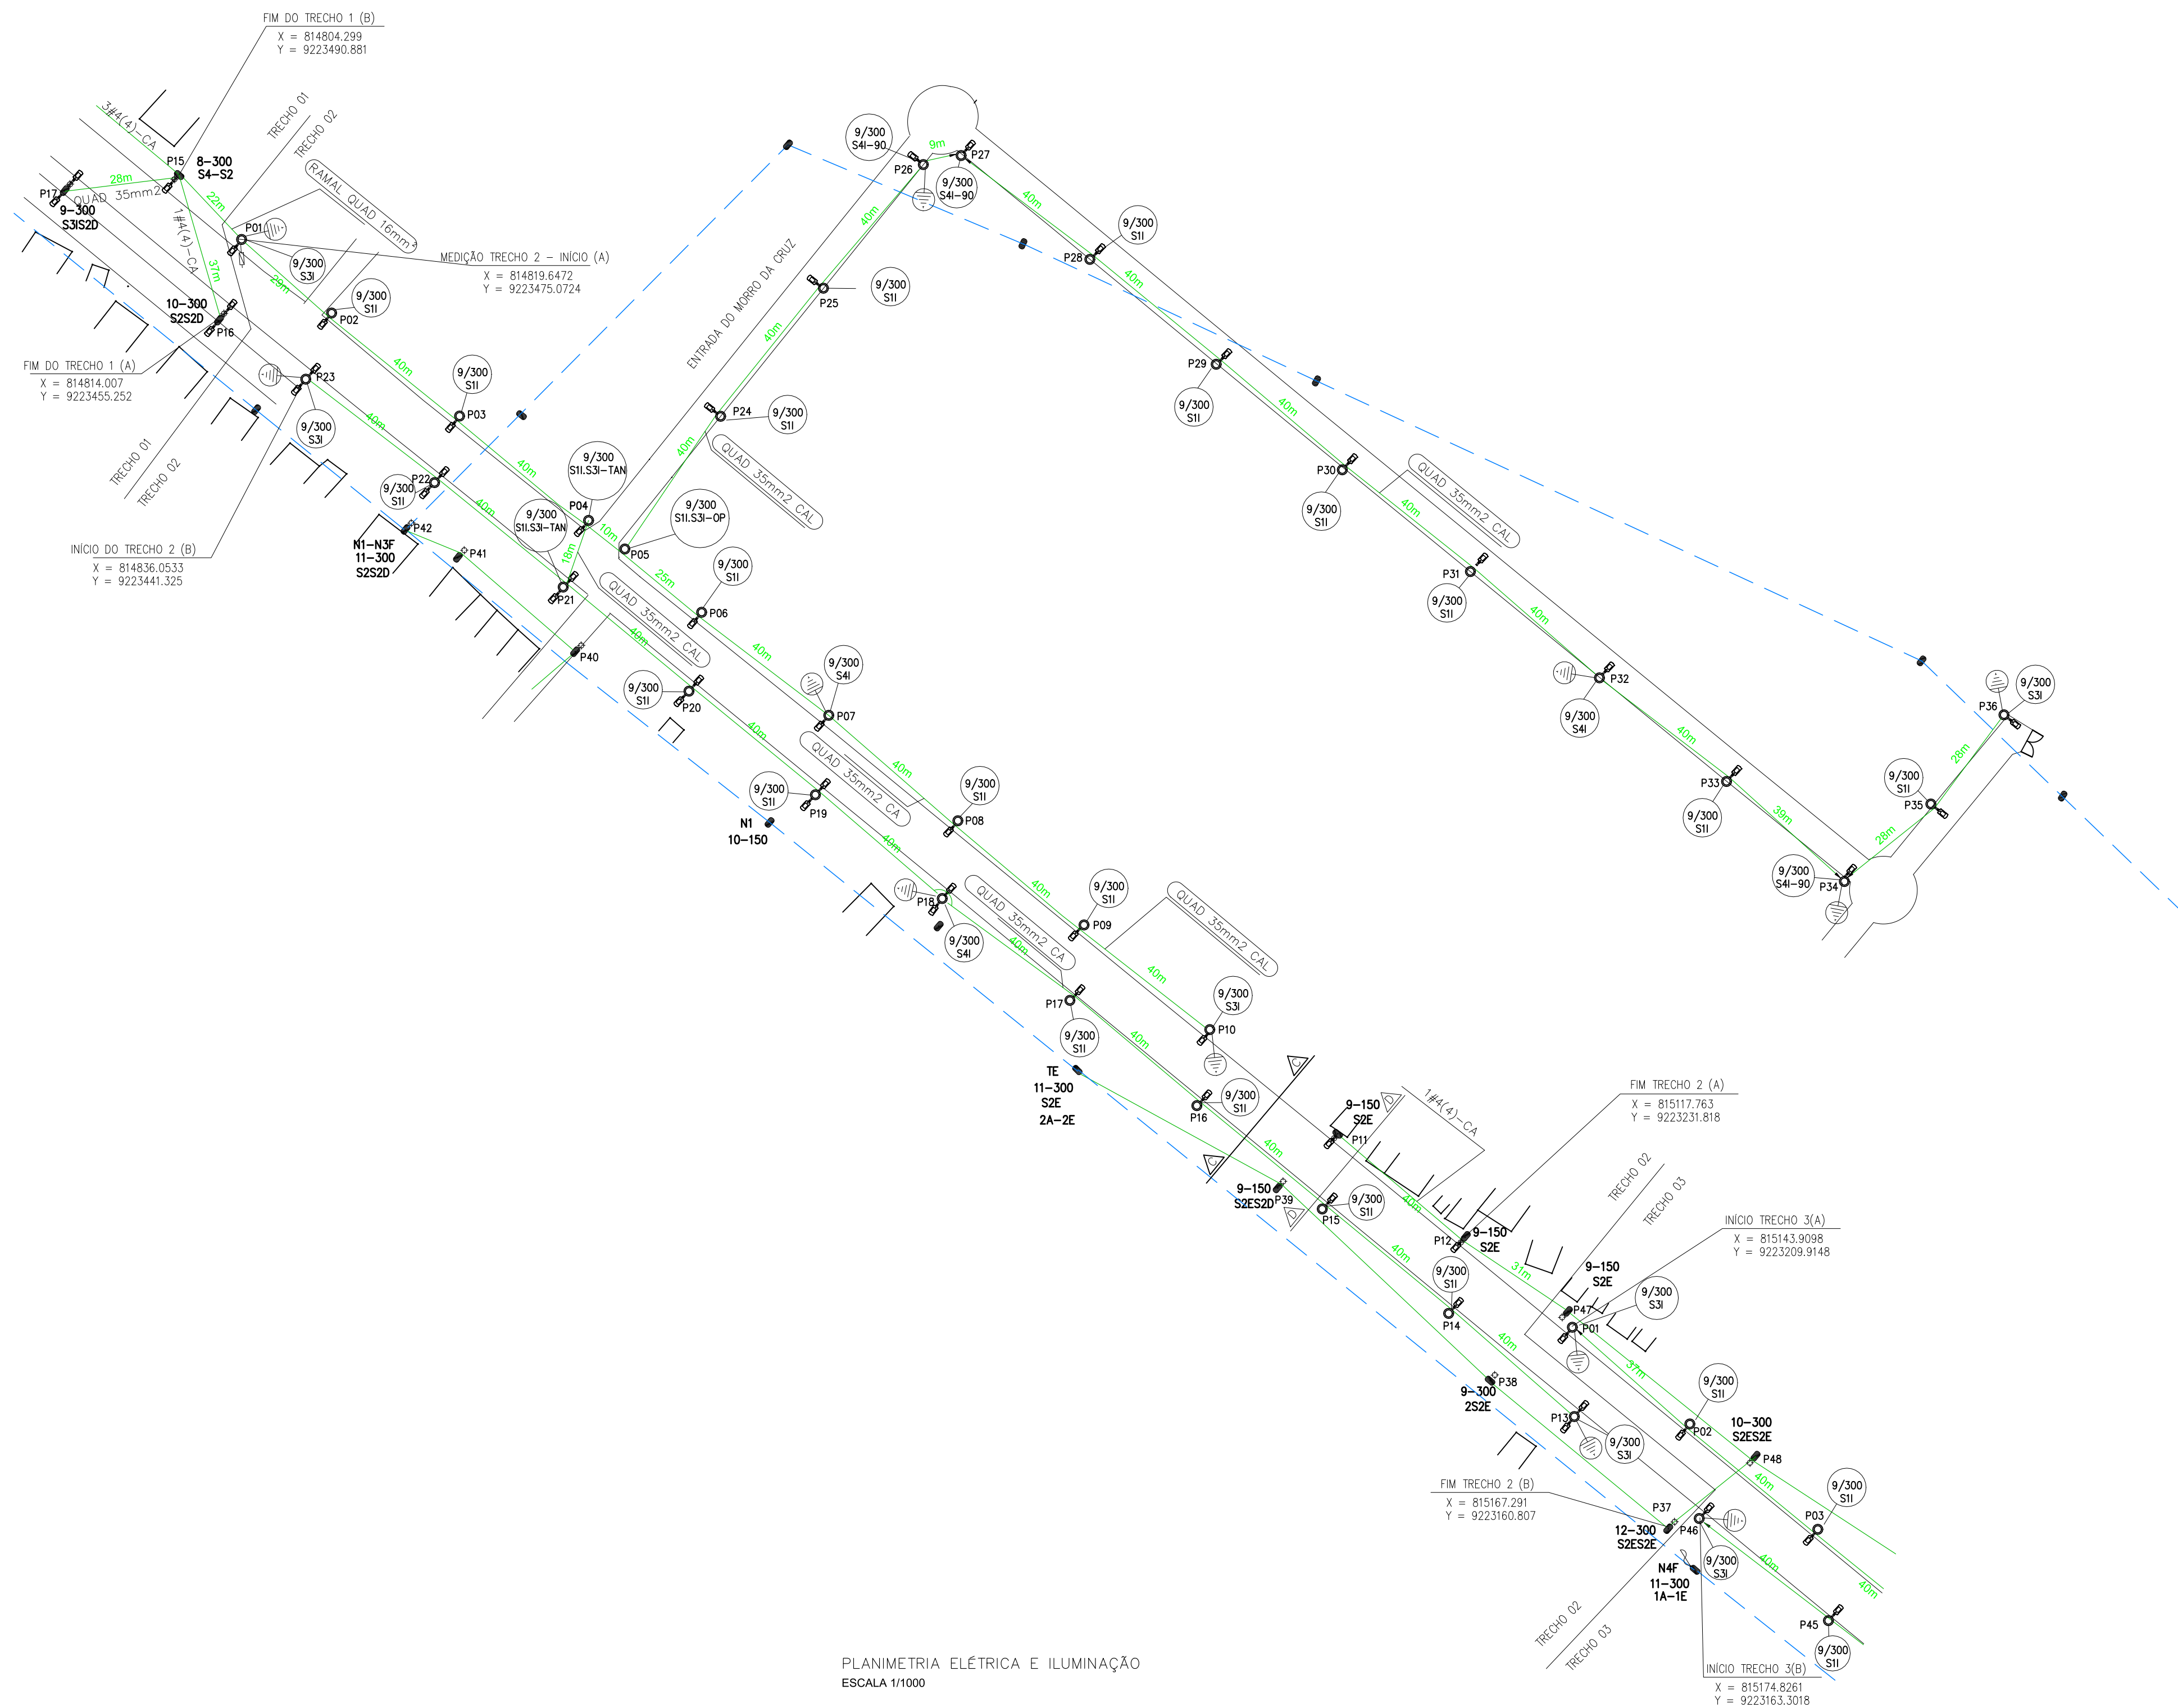 FIM DO TRECHO 1 (B)
X = 814804.299
Y = 9223490.881
3#4(4)-CA
TRECHO 01
TRECHO 02
P15
8-300
S4-S2
28m
QUAD 35mm2
P17
9-300
S3IS2D
22m
1#4(4)-CA
37m
RAMAL QUAD 16mm²
P01
9/300
S3I
MEDIÇÃO TRECHO 2 - INÍCIO (A)
X = 814819.6472
Y = 9223475.0724
29m
10-300
S2S2D
P16
9/300
S1I
P02
FIM DO TRECHO 1 (A)
X = 814814.007
Y = 9223455.252
P23
9/300
S3I
40m
40m
9/300
S1I
P03
TRECHO 01
TRECHO 02
INÍCIO DO TRECHO 2 (B)
X = 814836.0533
Y = 9223441.325
P22
9/300
S1I
40m
40m
9/300
S1I.S3I-TAN
P04
9/300
S1I.S3I-TAN
10m
18m
P42
N1-N3F
11-300
S2S2D
P41
P21
P40
ENTRADA DO MORRO DA CRUZ
9/300
S4I-90
9m
P26
P27
9/300
S4I-90
40m
40m
9/300
S1I
P28
P25
9/300
S1I
40m
40m
P24
9/300
S1I
40m
QUAD 35mm2 CAL
9/300
S1I.S3I-OP
P05
25m
9/300
S1I
P06
QUAD 35mm2 CAL
40m
40m
9/300
S1I
P20
9/300
S4I
P07
P29
9/300
S1I
40m
P30
9/300
S1I
QUAD 35mm2 CAL
40m
P31
9/300
S1I
40m
P32
9/300
S4I
40m
P33
9/300
S1I
39m
P34
9/300
S4I-90
28m
P35
9/300
S1I
28m
P36
9/300
S3I
40m
QUAD 35mm2 CA
40m
9/300
S1I
P19
N1
10-150
9/300
S1I
P08
40m
P18
9/300
S4I
QUAD 35mm2 CA
40m
40m
9/300
S1I
P09
QUAD 35mm2 CAL
40m
P17
9/300
S1I
9/300
S3I
P10
40m
TE
11-300
S2E
2A-2E
P16
9/300
S1I
C
C
9-150
S2E
P11
D
1#4(4)-CA
FIM TRECHO 2 (A)
X = 815117.763
Y = 9223231.818
40m
9-150
S2ES2D
P39
D
9/300
S1I
P15
40m
P12
9-150
S2E
TRECHO 02
TRECHO 03
INÍCIO TRECHO 3(A)
X = 815143.9098
Y = 9223209.9148
40m
9/300
S1I
P14
31m
9-150
S2E
P47
9/300
S3I
P01
40m
37m
P38
9-300
2S2E
P13
9/300
S3I
9/300
S1I
P02
10-300
S2ES2E
P48
40m
FIM TRECHO 2 (B)
X = 815167.291
Y = 9223160.807
P37
12-300
S2ES2E
P46
9/300
S3I
9/300
S1I
P03
40m
N4F
11-300
1A-1E
40m
P45
9/300
S1I
TRECHO 02
TRECHO 03
INÍCIO TRECHO 3(B)
X = 815174.8261
Y = 9223163.3018
PLANIMETRIA ELÉTRICA E ILUMINAÇÃO
ESCALA 1/1000